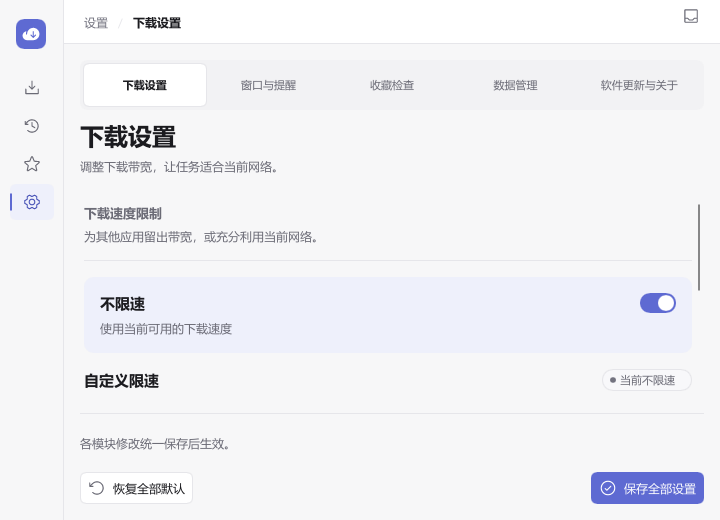 设置 / 下载设置
下载设置 窗口与提醒 收藏检查 数据管理 软件更新与关于
下载设置
调整下载带宽，让任务适合当前网络。
下载速度限制
为其他应用留出带宽，或充分利用当前网络。
不限速
使用当前可用的下载速度
自定义限速 当前不限速
各模块修改统一保存后生效。
恢复全部默认 保存全部设置